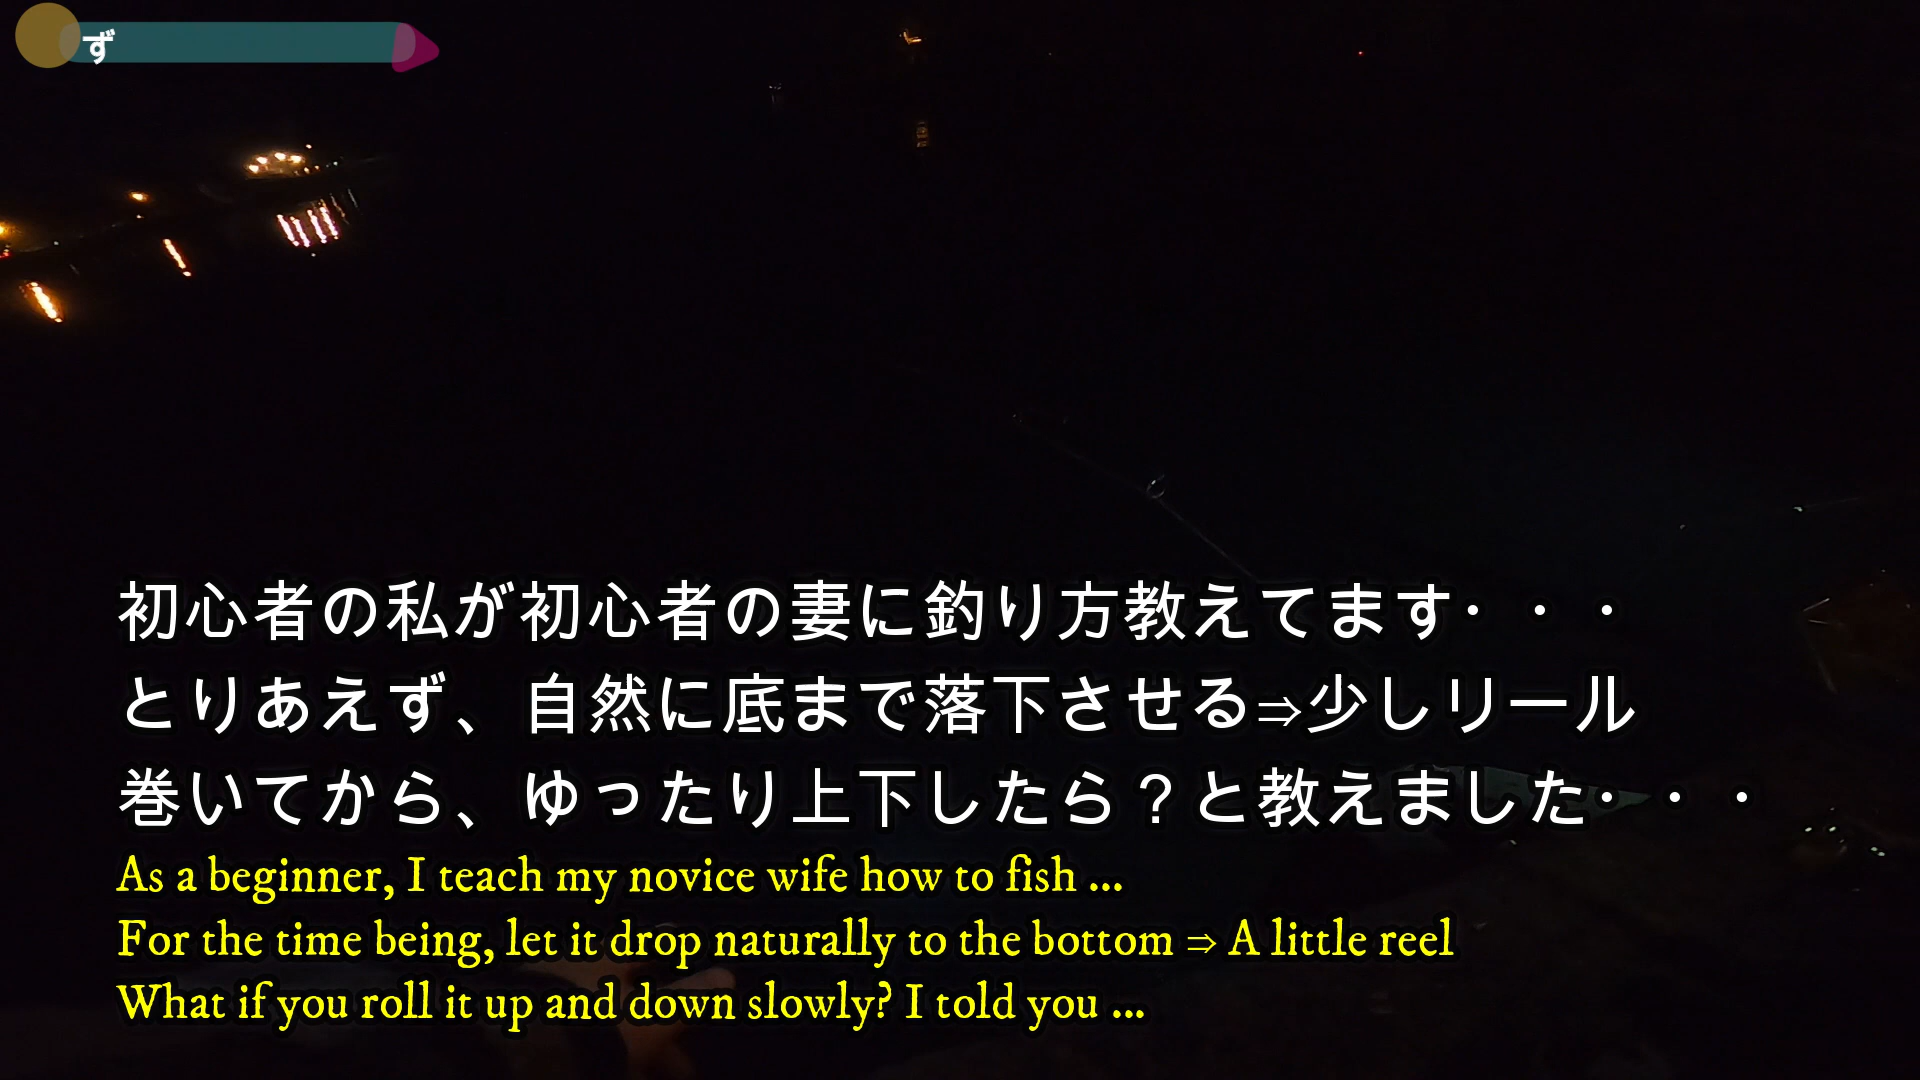 ず
初心者の私が初心者の妻に釣り方教えてます・・・
とりあえず、自然に底まで落下させる⇒少しリール
巻いてから、ゆったり上下したら？と教えました・・・
As a beginner, I teach my novice wife how to fish ...
For the time being, let it drop naturally to the bottom ⇒ A little reel
What if you roll it up and down slowly? I told you ...